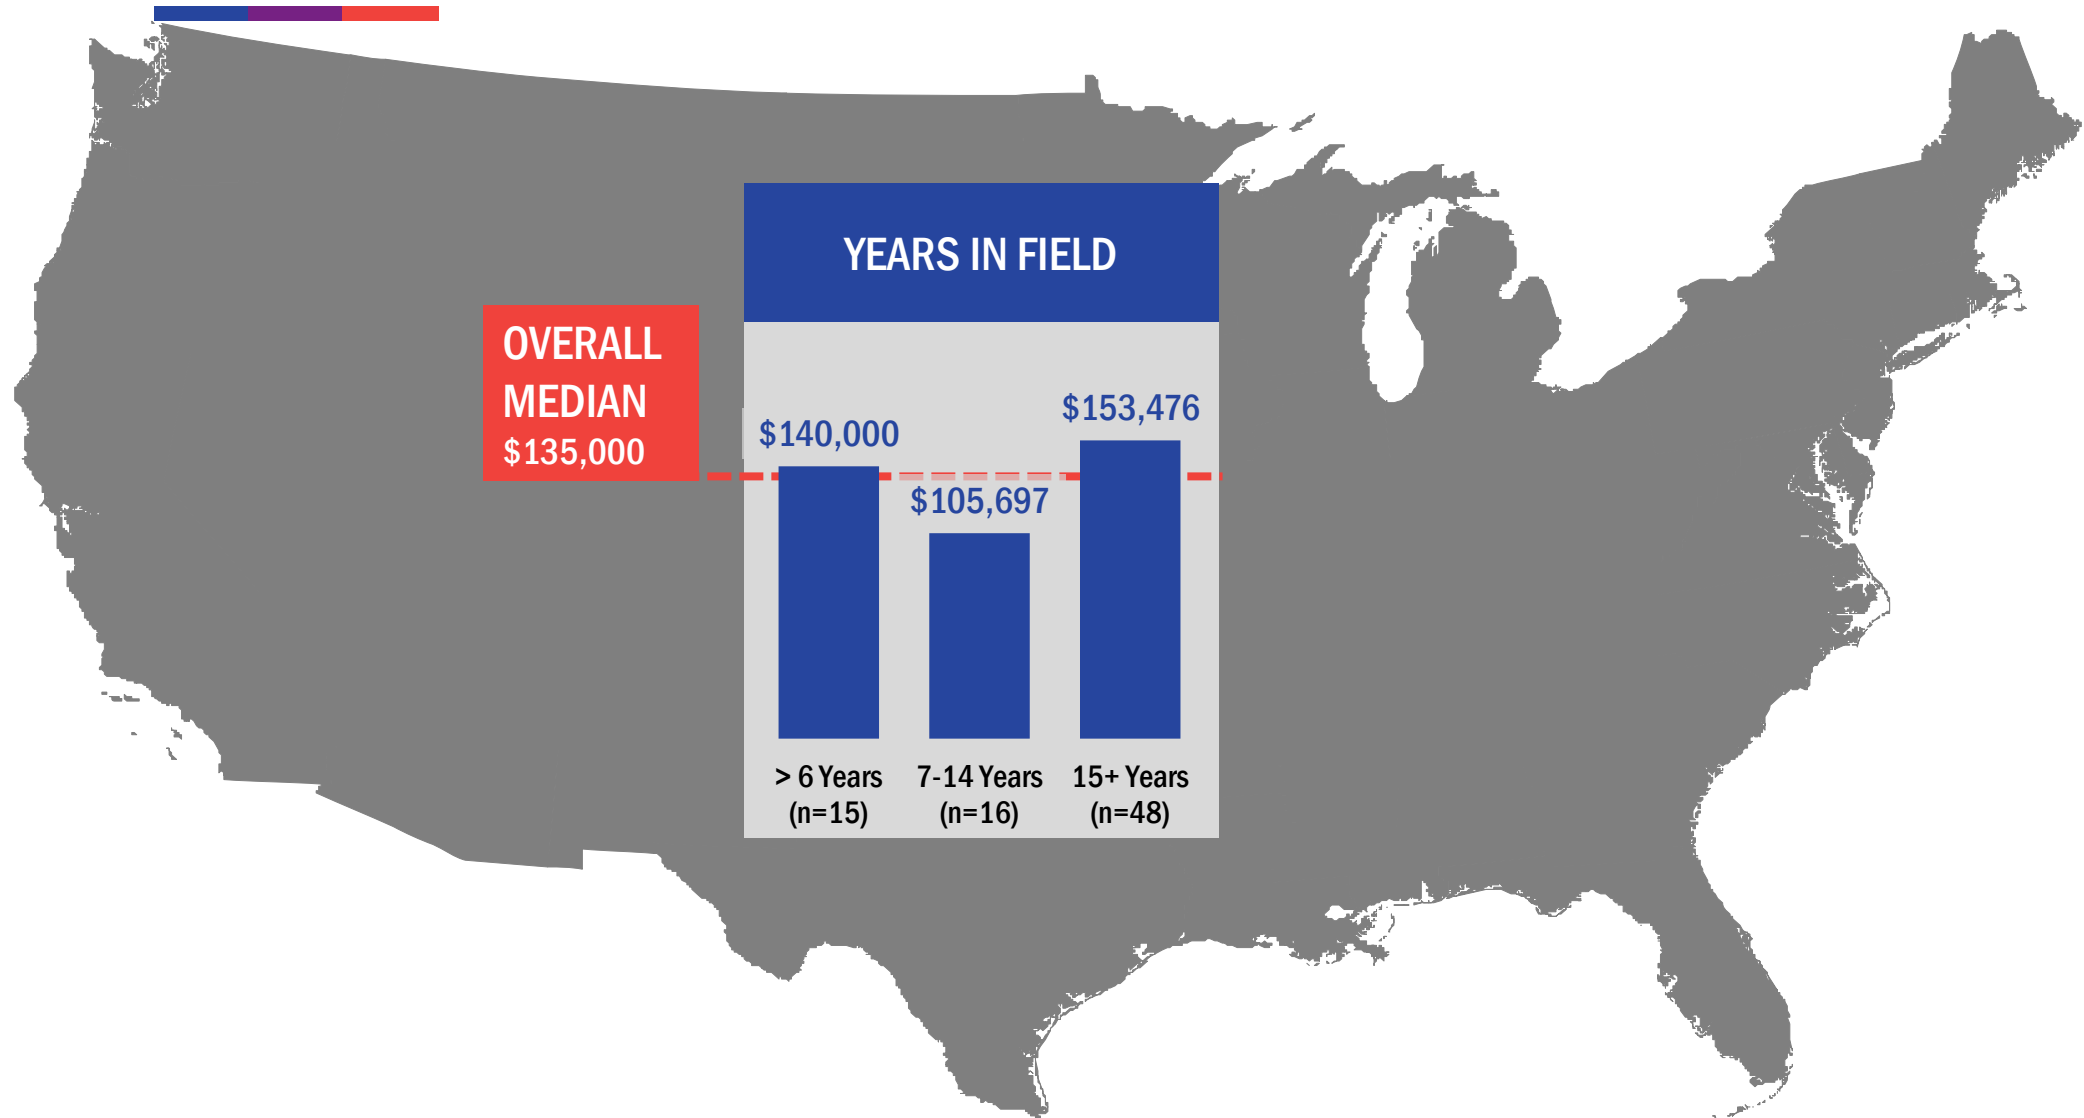 YEARS IN FIELD
OVERALL
MEDIAN
$135,000
$140,000
$105,697
$153,476
> 6 Years
(n=15)
7-14 Years
(n=16)
15+ Years
(n=48)